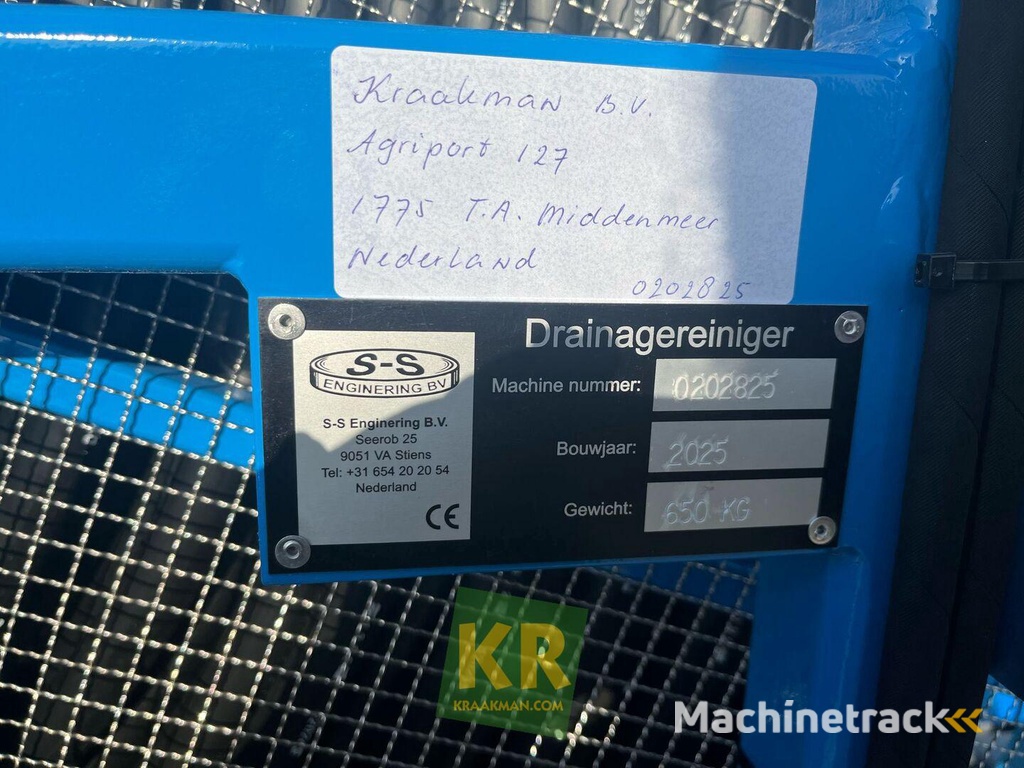 Kraakman B.V.
Agriport 127
1775 T.A. Middenmeer
Nederland
0202825
Drainagereiniger
S-S
ENGINERING BV
S-S Enginering B.V.
Seerob 25
9051 VA Stiens
Tel: +31 654 20 20 54
Nederland
CE
Machine nummer: 0202825
Bouwjaar: 2025
Gewicht: 650 KG
KR
KRAAKMAN.COM
Machinetrack